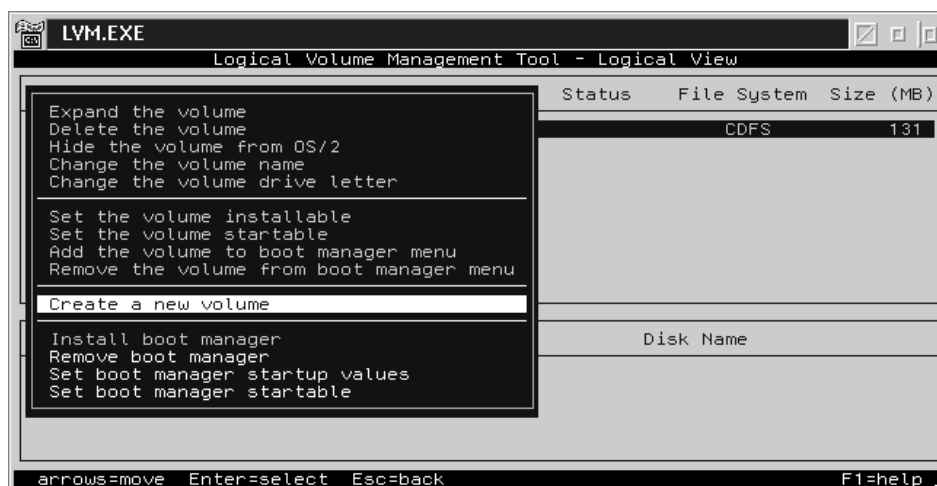 LVM.EXE
Logical Volume Management Tool - Logical View
Status File System Size (MB)
Expand the volume
Delete the volume
CDFS 131
Hide the volume from OS/2
Change the volume name
Change the volume drive letter
Set the volume installable
Set the volume startable
Add the volume to boot manager menu
Remove the volume from boot manager menu
Create a new volume
Install boot manager
Disk Name
Remove boot manager
Set boot manager startup values
Set boot manager startable
arrows=move Enter=select Esc=back F1=help